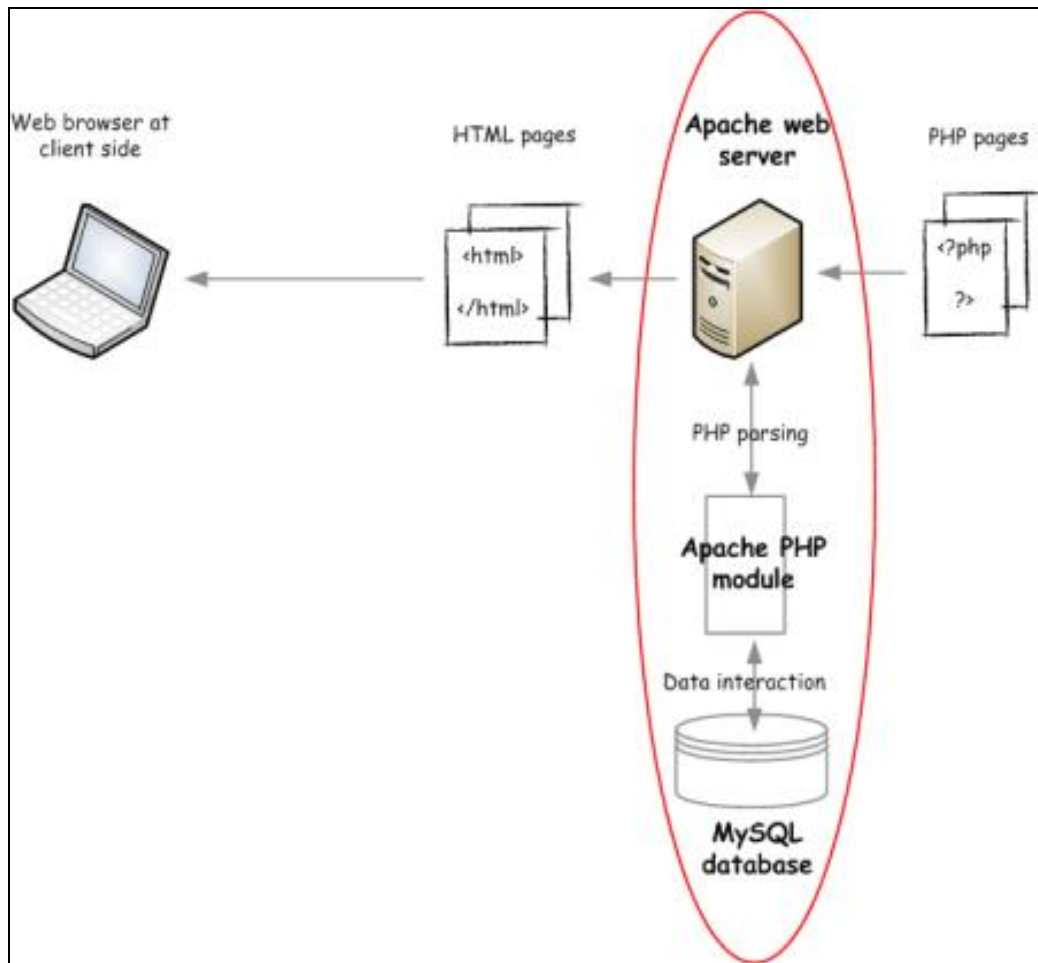 Web browser at
client side
HTML pages
Apache web
server
PHP pages
<html>
</html>
<?php
?>
PHP parsing
Apache PHP
module
Data interaction
MySQL
database